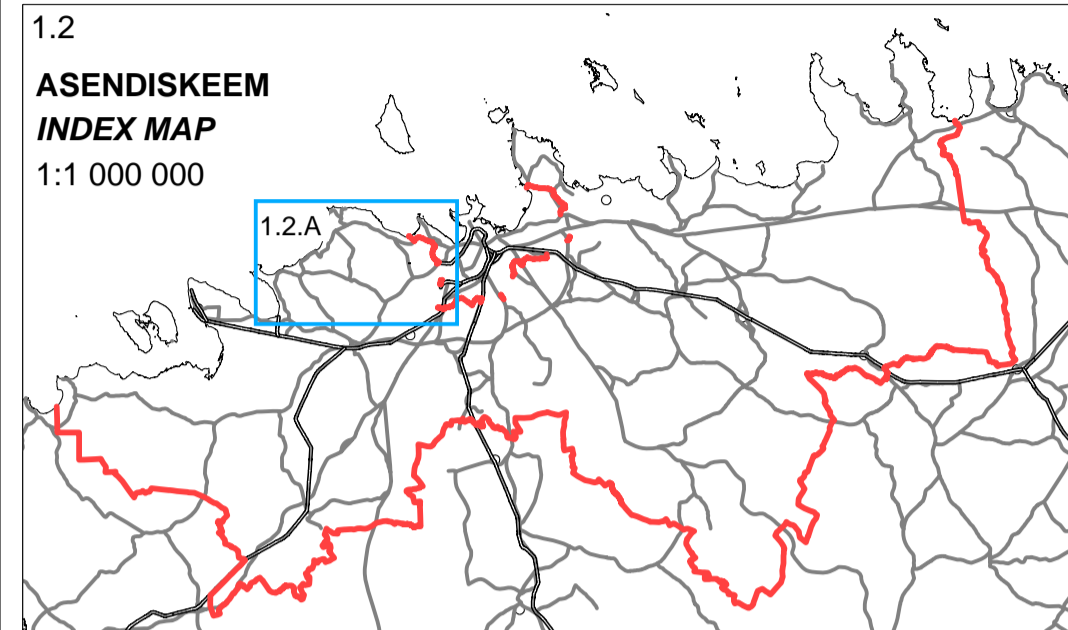 1.2
ASENDISKEEM
INDEX MAP
1:1 000 000
1.2.A